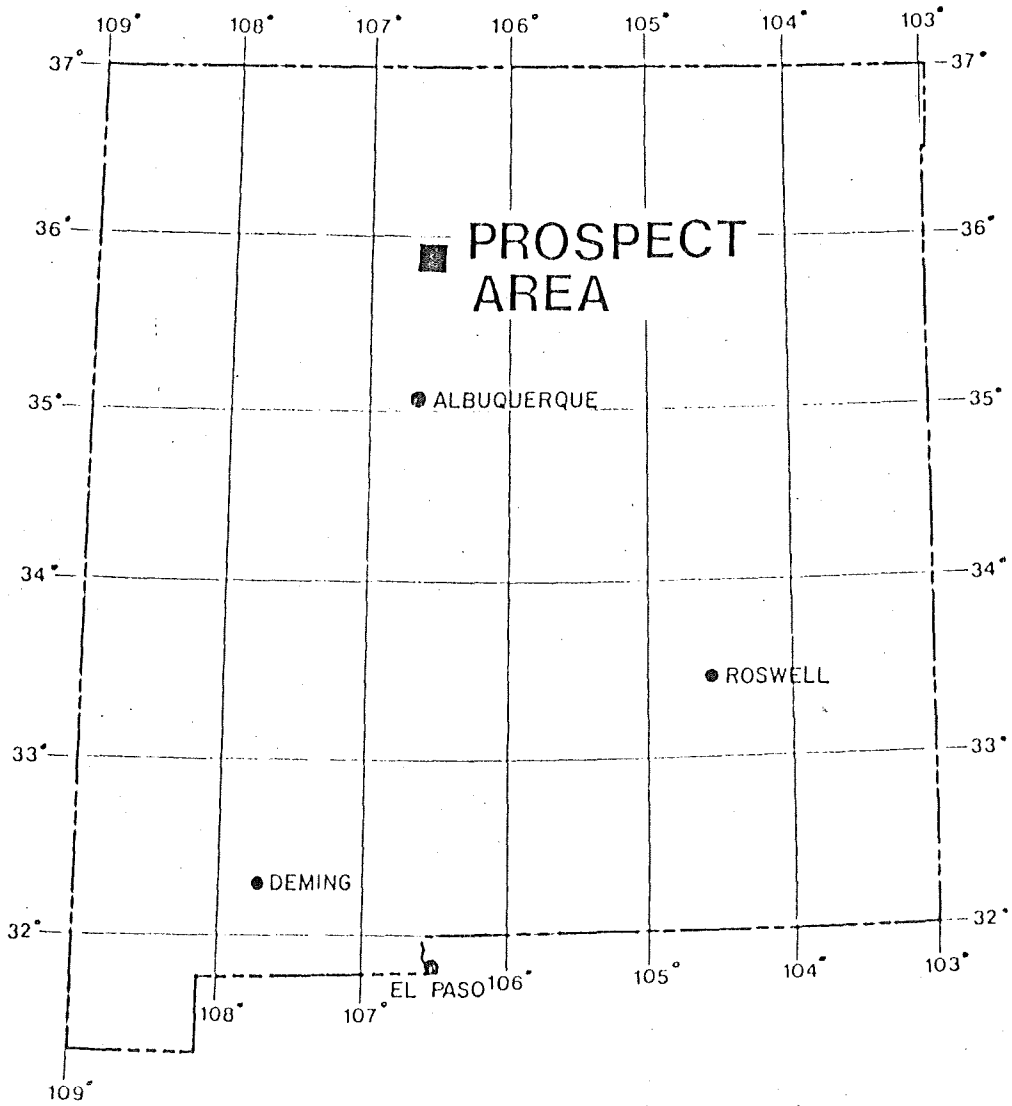 109° 108° 107° 106° 105° 104° 103°
37° 37°
36° 36°
PROSPECT
AREA
35° ALBUQUERQUE 35°
34° 34°
ROSWELL
33° 33°
DEMING
32° 32°
EL PASO 106° 105° 104° 103°
108° 107°
109°